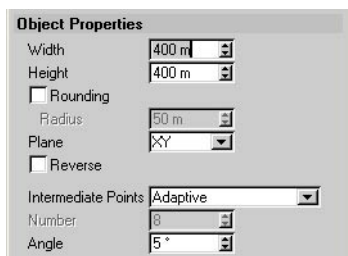 Object Properties
Width 400 m
Height 400 m
Rounding
Radius 50 m
Plane XY
Reverse
Intermediate Points Adaptive
Number 8
Angle 5 °